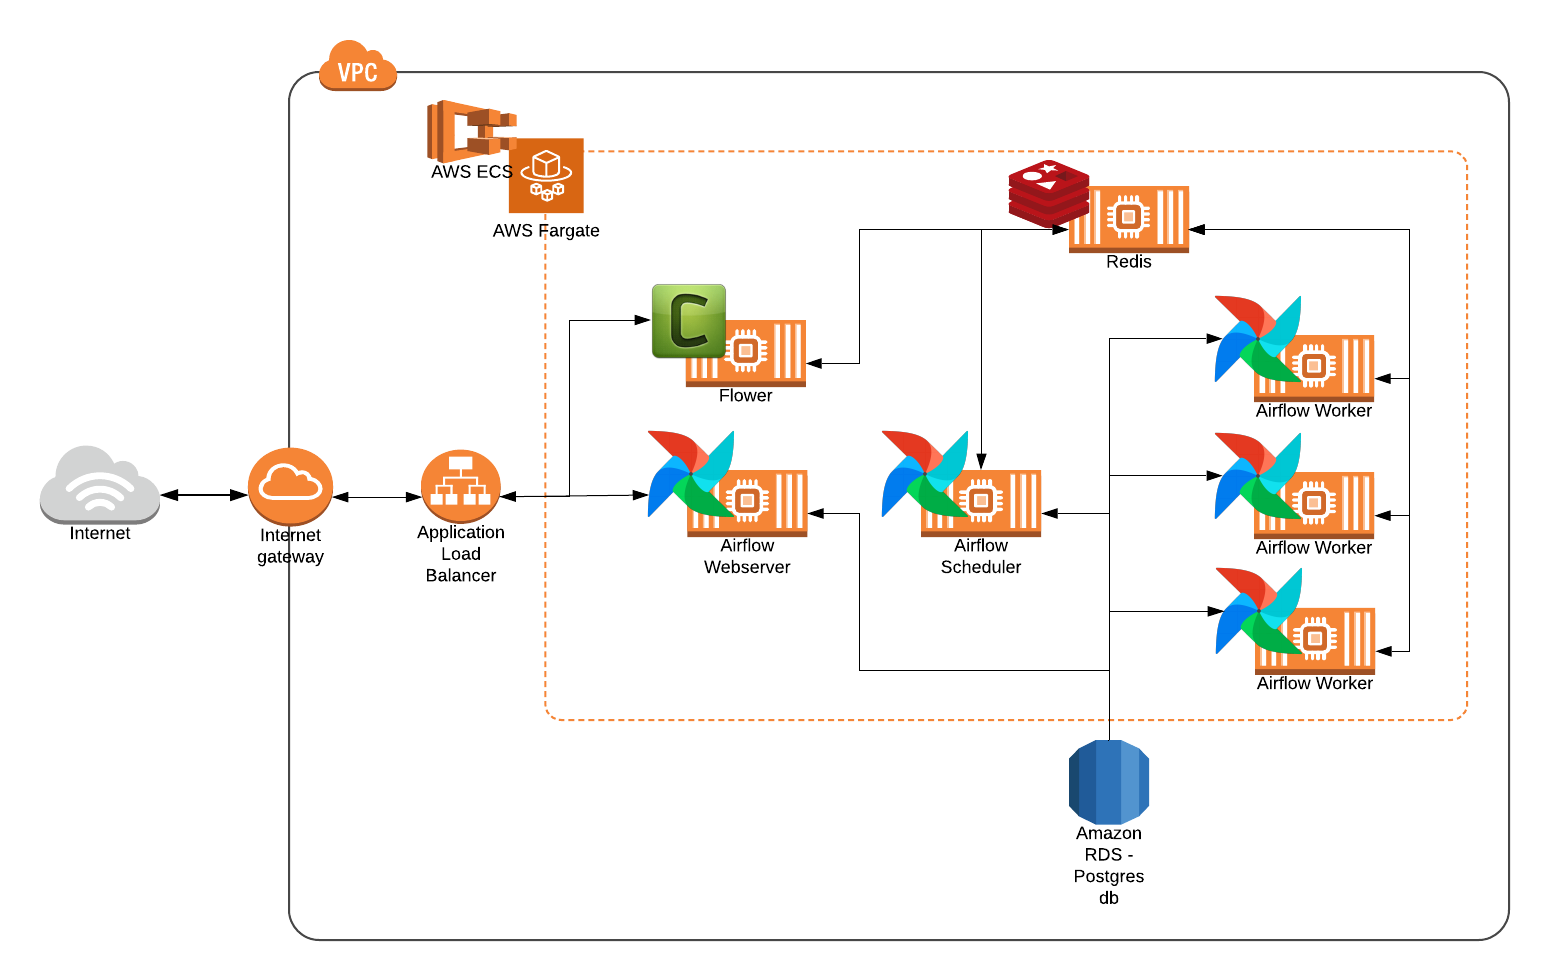 VPC
AWS ECS
AWS Fargate
Redis
Flower
Airflow Worker
Internet
Internet
gateway
Application
Load
Balancer
Airflow
Webserver
Airflow
Scheduler
Airflow Worker
Airflow Worker
Amazon
RDS -
Postgres
db